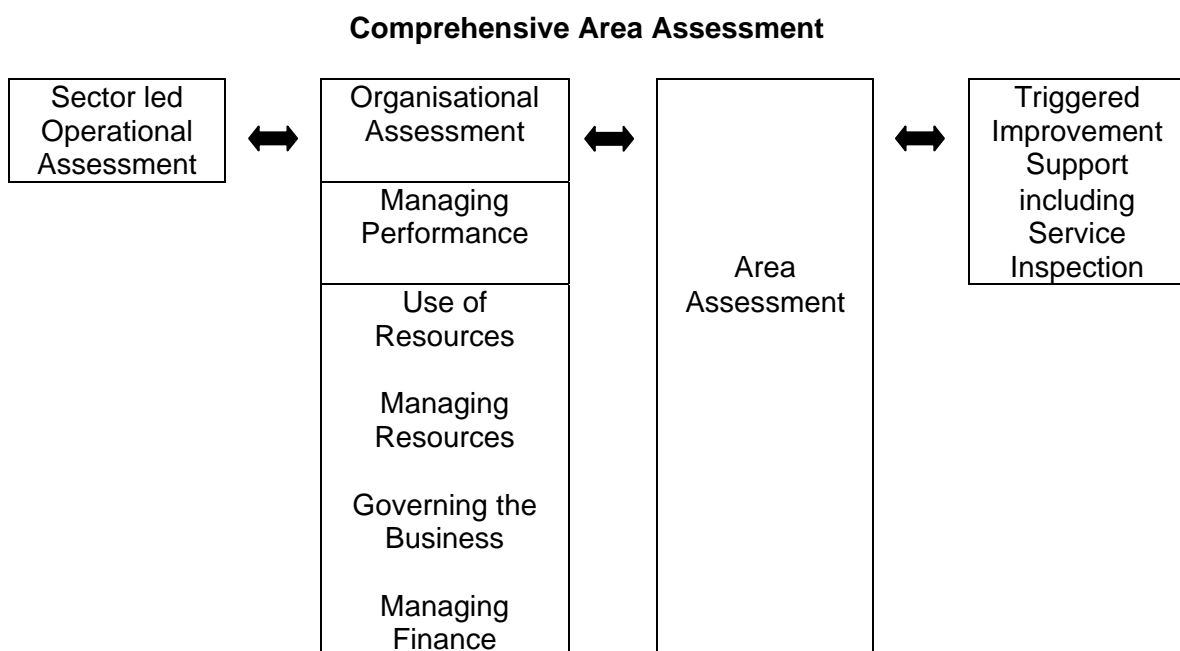 Comprehensive Area Assessment
Sector led
Operational
Assessment
Organisational
Assessment
Managing
Performance
Use of
Resources
Managing
Resources
Governing the
Business
Managing
Finance
Area
Assessment
Triggered
Improvement
Support
including
Service
Inspection